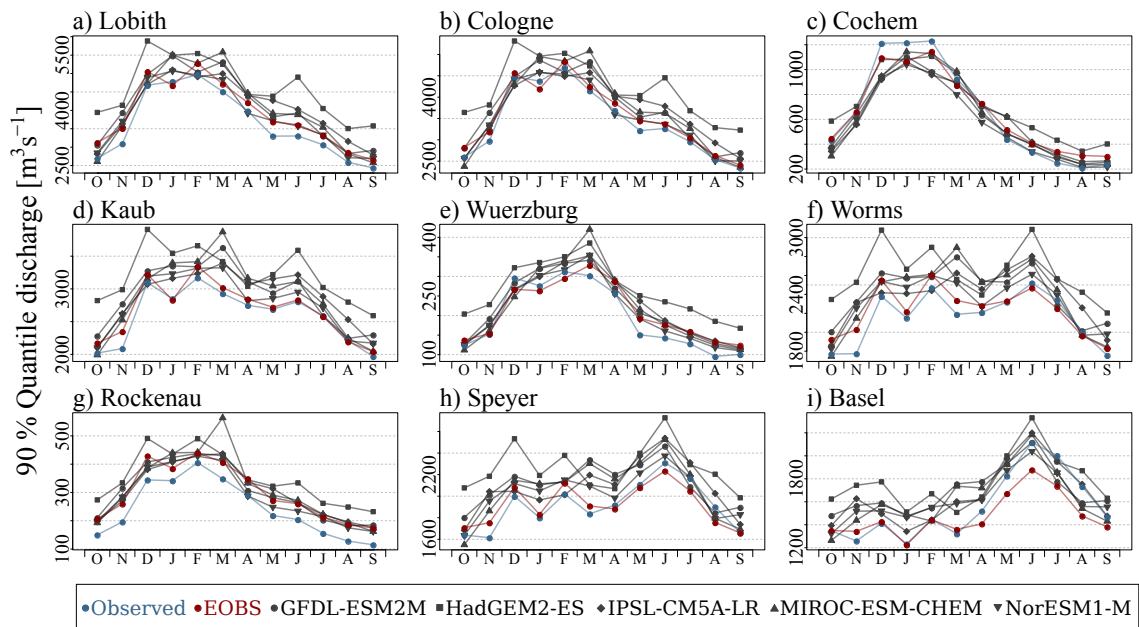 a) Lobith
b) Cologne
c) Cochem
5500
4000
2500
O N D J F M A M J J A S
4000
2500
O N D J F M A M J J A S
1000
600
200
O N D J F M A M J J A S
d) Kaub
e) Wuerzburg
f) Worms
3000
2000
O N D J F M A M J J A S
400
250
100
O N D J F M A M J J A S
3000
2400
1800
O N D J F M A M J J A S
g) Rockenau
h) Speyer
i) Basel
500
300
100
O N D J F M A M J J A S
2200
1600
O N D J F M A M J J A S
1800
1200
O N D J F M A M J J A S
90 % Quantile discharge [m³s⁻¹]
Observed EOBS GFDL-ESM2M HadGEM2-ES IPSL-CM5A-LR MIROC-ESM-CHEM NorESM1-M